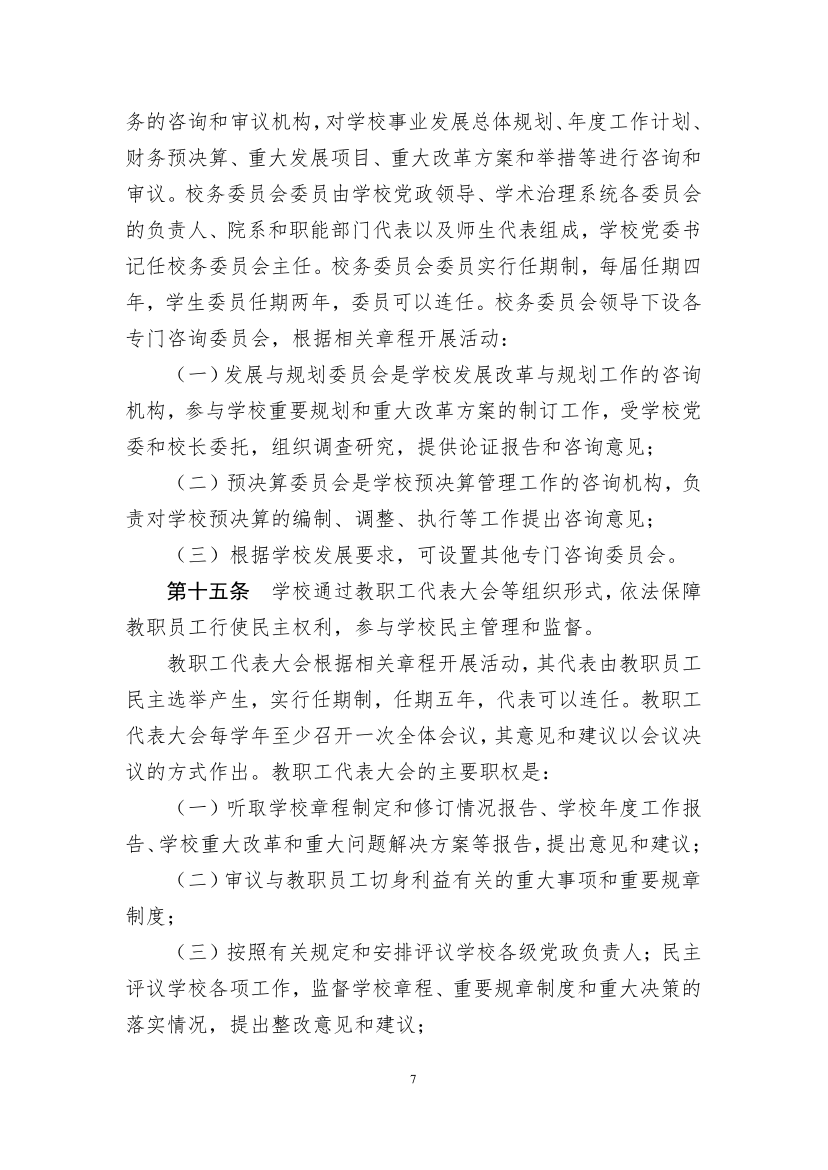 务的咨询和审议机构，对学校事业发展总体规划、年度工作计划、
财务预决算、重大发展项目、重大改革方案和举措等进行咨询和
审议。校务委员会委员由学校党政领导、学术治理系统各委员会
的负责人、院系和职能部门代表以及师生代表组成，学校党委书
记任校务委员会主任。校务委员会委员实行任期制，每届任期四
年，学生委员任期两年，委员可以连任。校务委员会领导下设各
专门咨询委员会，根据相关章程开展活动：
（一）发展与规划委员会是学校发展改革与规划工作的咨询
机构，参与学校重要规划和重大改革方案的制订工作，受学校党
委和校长委托，组织调查研究，提供论证报告和咨询意见；
（二）预决算委员会是学校预决算管理工作的咨询机构，负
责对学校预决算的编制、调整、执行等工作提出咨询意见；
（三）根据学校发展要求，可设置其他专门咨询委员会。
第十五条　学校通过教职工代表大会等组织形式，依法保障
教职员工行使民主权利，参与学校民主管理和监督。
教职工代表大会根据相关章程开展活动，其代表由教职员工
民主选举产生，实行任期制，任期五年，代表可以连任。教职工
代表大会每学年至少召开一次全体会议，其意见和建议以会议决
议的方式作出。教职工代表大会的主要职权是：
（一）听取学校章程制定和修订情况报告、学校年度工作报
告、学校重大改革和重大问题解决方案等报告，提出意见和建议；
（二）审议与教职员工切身利益有关的重大事项和重要规章
制度；
（三）按照有关规定和安排评议学校各级党政负责人；民主
评议学校各项工作，监督学校章程、重要规章制度和重大决策的
落实情况，提出整改意见和建议；
7